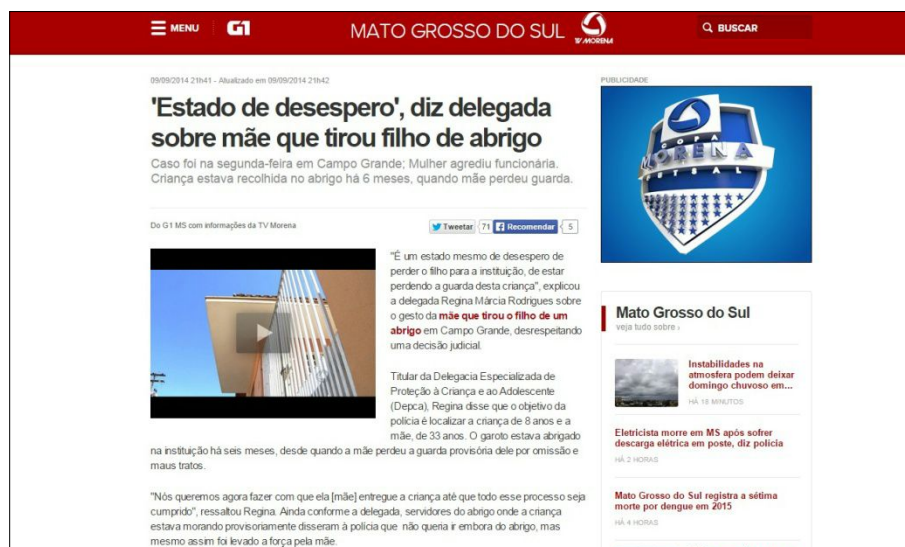 MENU
G1
MATO GROSSO DO SUL
TV MORENA
BUSCAR
09/09/2014 21h41 - Atualizado em 09/09/2014 21h42
'Estado de desespero', diz delegada
sobre mãe que tirou filho de abrigo
Caso foi na segunda-feira em Campo Grande; Mulher agrediu funcionária.
Criança estava recolhida no abrigo há 6 meses, quando mãe perdeu guarda.
Do G1 MS com informações da TV Morena
Tweetar 71 Recomendar 5
"É um estado mesmo de desespero de
perder o filho para a instituição, de estar
perdendo a guarda desta criança", explicou
a delegada Regina Márcia Rodrigues sobre
o gesto da mãe que tirou o filho de um
abrigo em Campo Grande, desrespeitando
uma decisão judicial.
Titular da Delegacia Especializada de
Proteção à Criança e ao Adolescente
(Depca), Regina disse que o objetivo da
polícia é localizar a criança de 8 anos e a
mãe, de 33 anos. O garoto estava abrigado
na instituição há seis meses, desde quando a mãe perdeu a guarda provisória dele por omissão e
maus tratos.
"Nós queremos agora fazer com que ela [mãe] entregue a criança até que todo esse processo seja
cumprido", ressaltou Regina. Ainda conforme a delegada, servidores do abrigo onde a criança
estava morando provisoriamente disseram à polícia que não queria ir embora do abrigo, mas
mesmo assim foi levado a força pela mãe.
PUBLICIDADE
COPA
MORENA
FUTSAL
Mato Grosso do Sul
veja tudo sobre ›
Instabilidades na
atmosfera podem deixar
domingo chuvoso em...
HÁ 18 MINUTOS
Eletricista morre em MS após sofrer
descarga elétrica em poste, diz polícia
HÁ 2 HORAS
Mato Grosso do Sul registra a sétima
morte por dengue em 2015
HÁ 4 HORAS